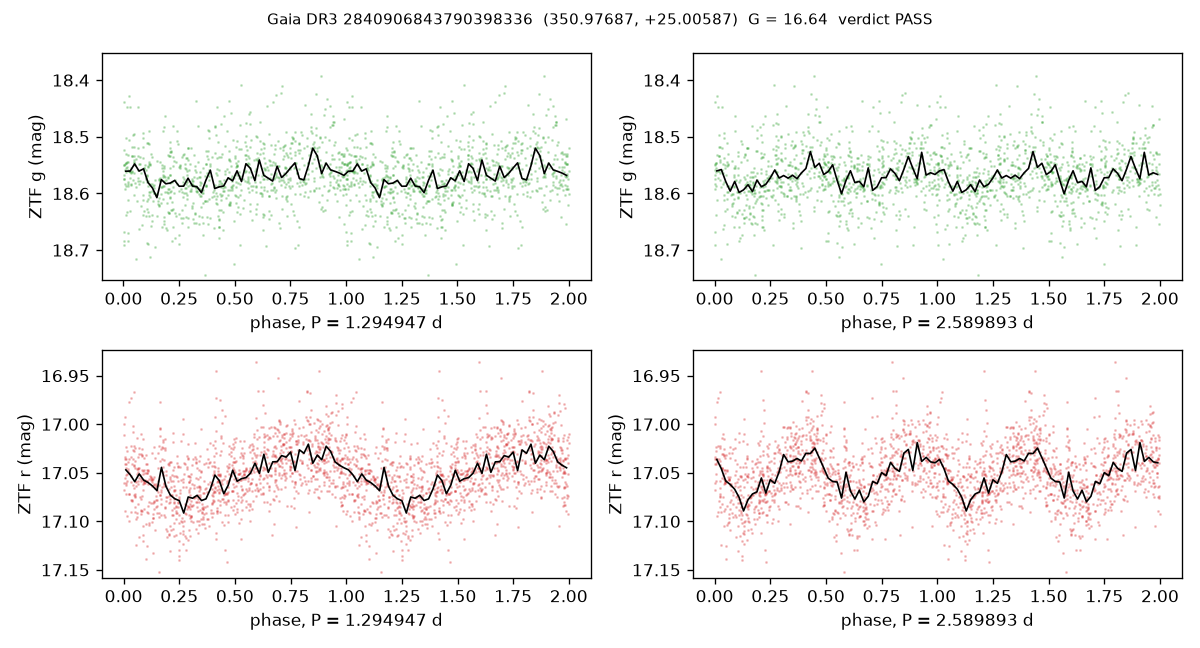 Gaia DR3 2840906843790398336 (350.97687, +25.00587) G = 16.64 verdict PASS
ZTF g (mag)
18.4
18.5
18.6
18.7
0.00 0.25 0.50 0.75 1.00 1.25 1.50 1.75 2.00
phase, P = 1.294947 d
ZTF g (mag)
18.4
18.5
18.6
18.7
0.00 0.25 0.50 0.75 1.00 1.25 1.50 1.75 2.00
phase, P = 2.589893 d
ZTF r (mag)
16.95
17.00
17.05
17.10
17.15
0.00 0.25 0.50 0.75 1.00 1.25 1.50 1.75 2.00
phase, P = 1.294947 d
ZTF r (mag)
16.95
17.00
17.05
17.10
17.15
0.00 0.25 0.50 0.75 1.00 1.25 1.50 1.75 2.00
phase, P = 2.589893 d